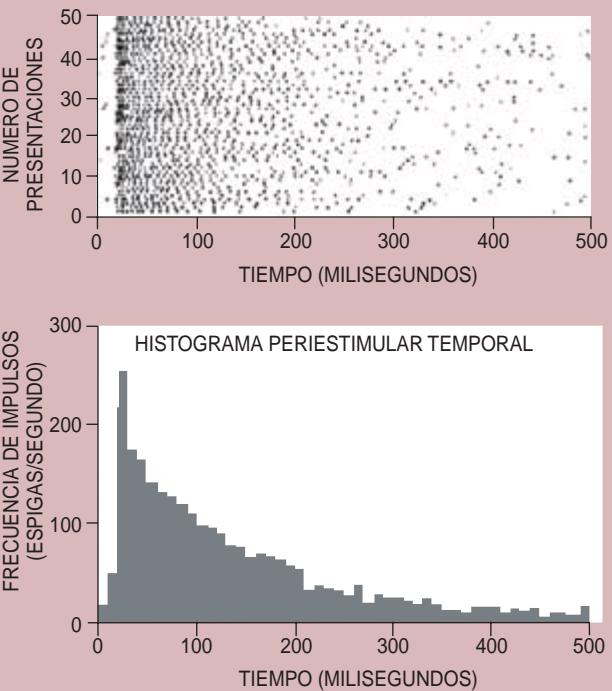 NUMERO DE
PRESENTACIONES
50
40
30
20
10
0
0 100 200 300 400 500
TIEMPO (MILISEGUNDOS)
HISTOGRAMA PERIESTIMULAR TEMPORAL
FRECUENCIA DE IMPULSOS
(ESPIGAS/SEGUNDO)
300
200
100
0
0 100 200 300 400 500
TIEMPO (MILISEGUNDOS)